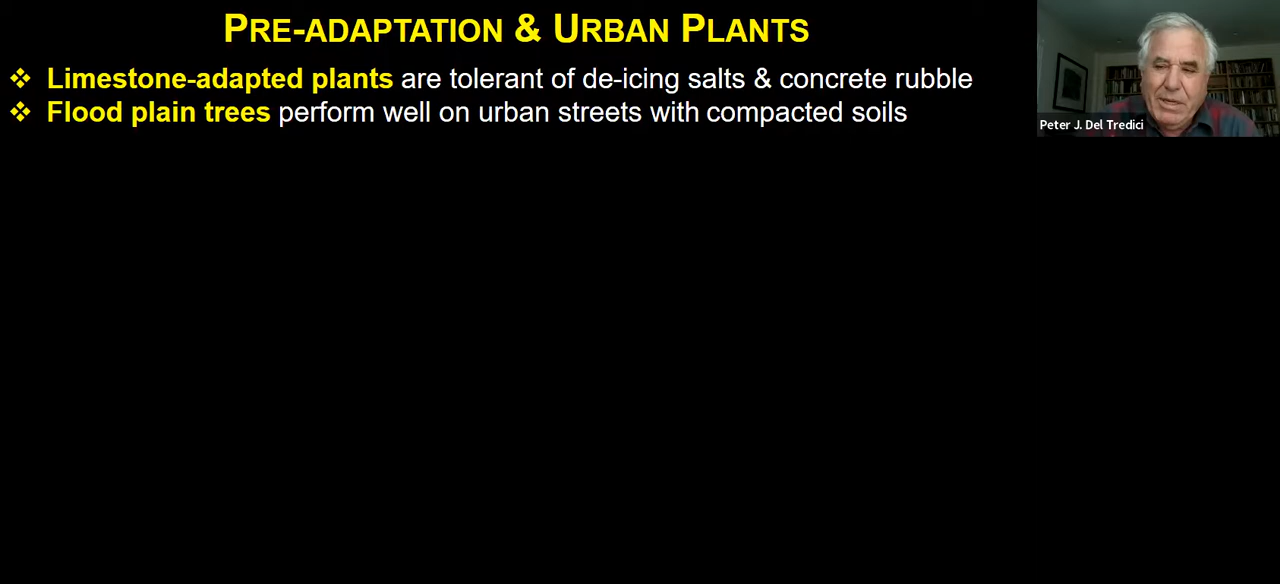 PRE-ADAPTATION & URBAN PLANTS
❖ Limestone-adapted plants are tolerant of de-icing salts & concrete rubble
❖ Flood plain trees perform well on urban streets with compacted soils
Peter J. Del Tredici